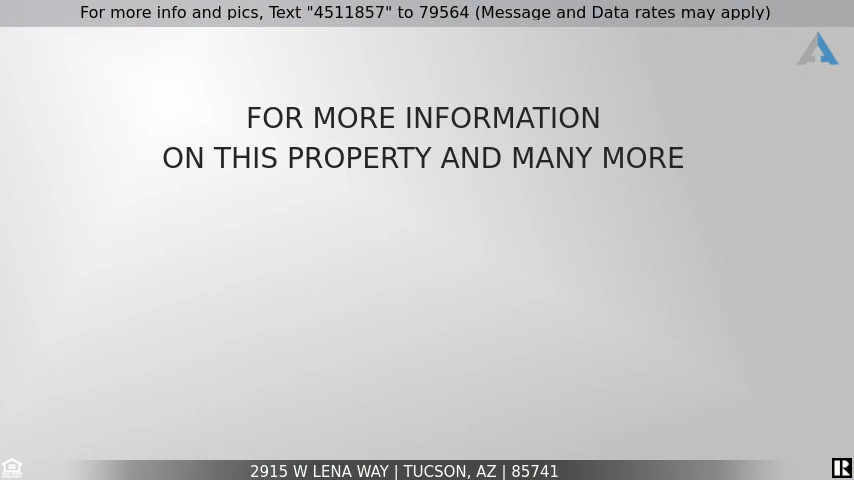 For more info and pics, Text "4511857" to 79564 (Message and Data rates may apply)
FOR MORE INFORMATION
ON THIS PROPERTY AND MANY MORE
2915 W LENA WAY | TUCSON, AZ | 85741